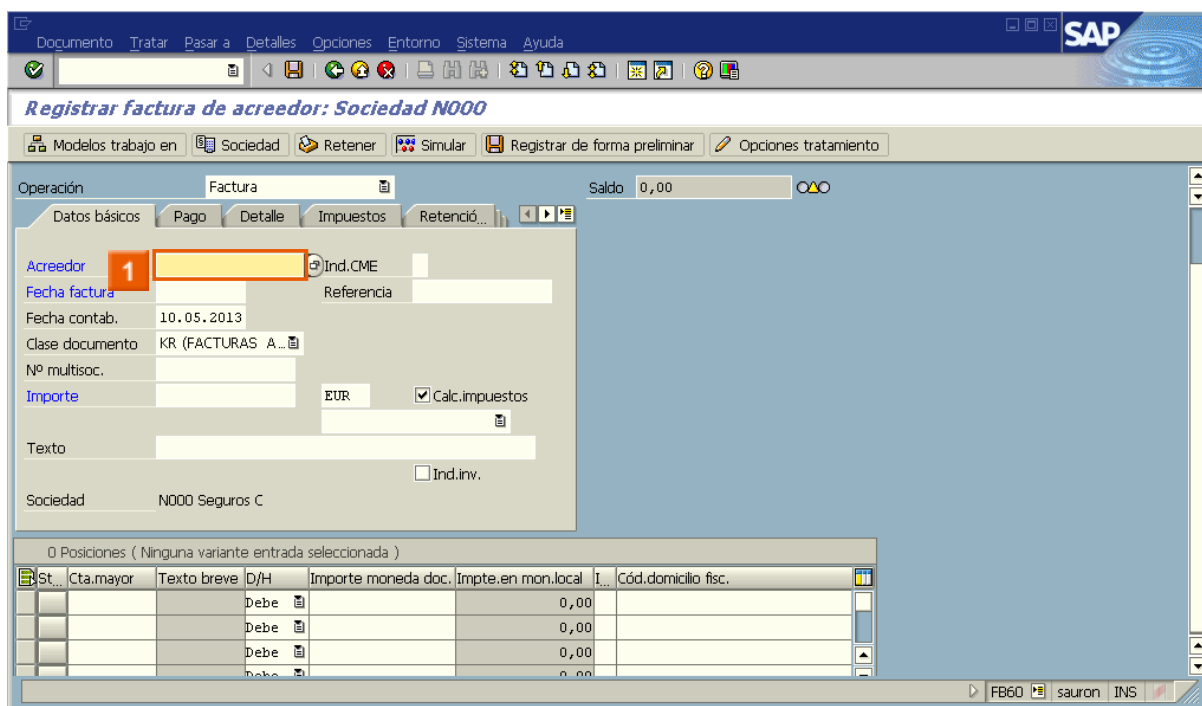 Documento Tratar Pasar a Detalles Opciones Entorno Sistema Ayuda
SAP
Registrar factura de acreedor: Sociedad N000
Modelos trabajo en Sociedad Retener Simular Registrar de forma preliminar Opciones tratamiento
Operación Factura Saldo 0,00
Datos básicos Pago Detalle Impuestos Retenció...
Acreedor 1 Ind.CME
Fecha factura Referencia
Fecha contab. 10.05.2013
Clase documento KR (FACTURAS A...
Nº multisoc.
Importe EUR Calc.impuestos
Texto
Ind.inv.
Sociedad N000 Seguros C
0 Posiciones ( Ninguna variante entrada seleccionada )
St... Cta.mayor Texto breve D/H Importe moneda doc. Impte.en mon.local I... Cód.domicilio fisc.
Debe 0,00
Debe 0,00
Debe 0,00
Debe 0,00
FB60 sauron INS